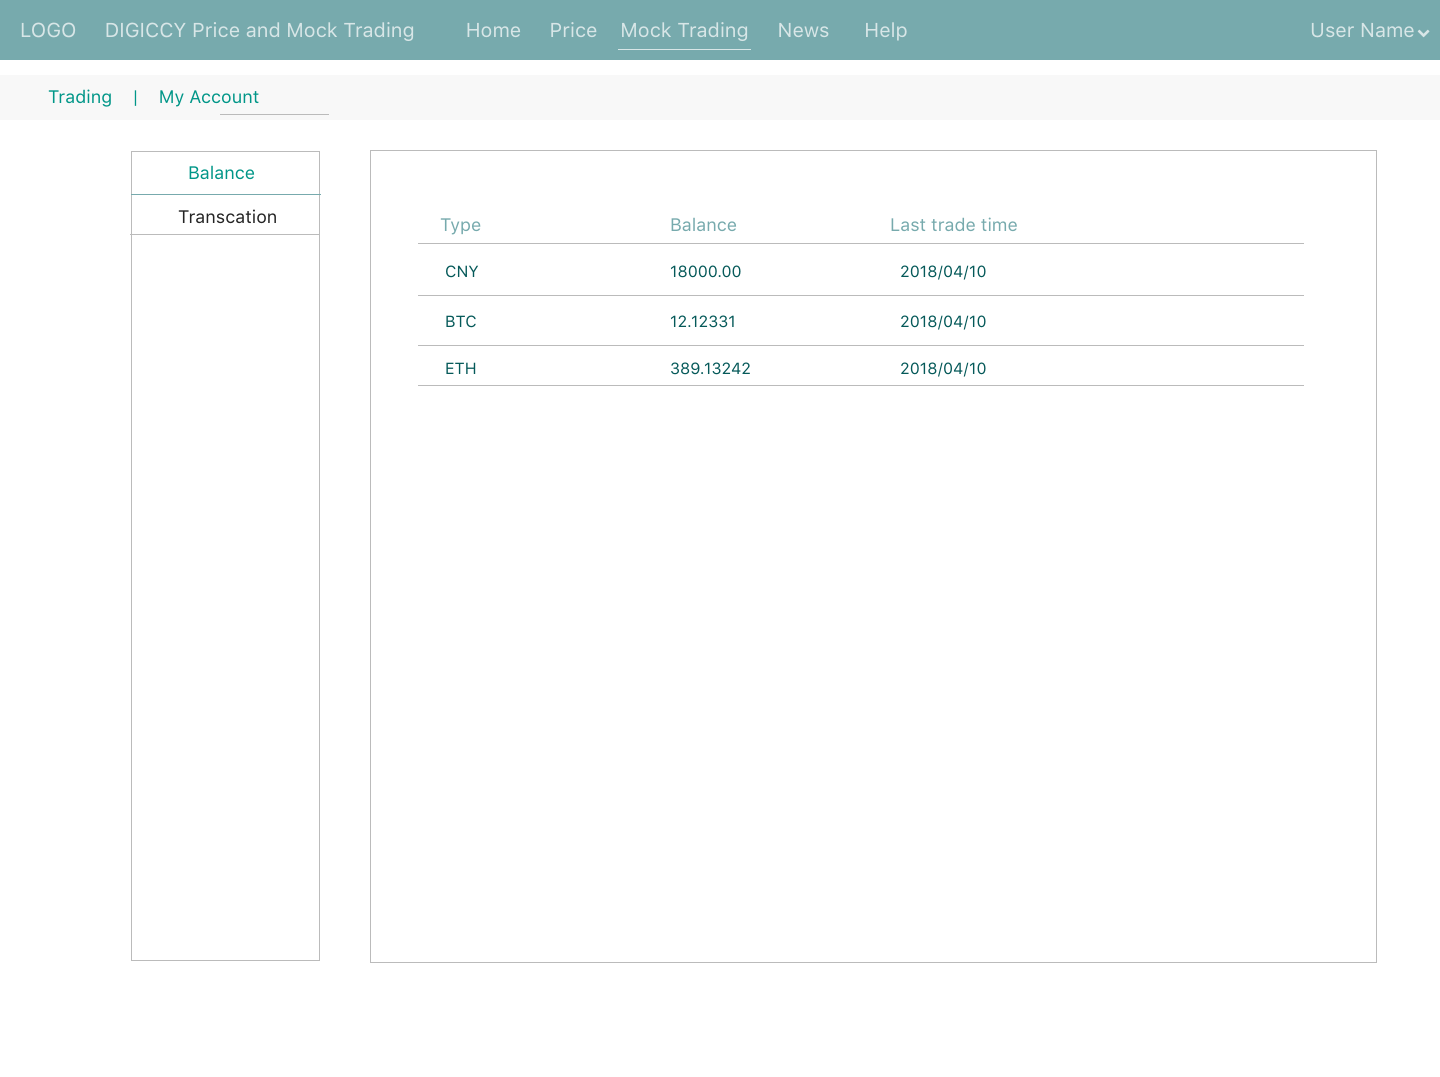 LOGO DIGICCY Price and Mock Trading Home Price Mock Trading News Help User Name
Trading | My Account
Balance
Transcation
Type Balance Last trade time
CNY 18000.00 2018/04/10
BTC 12.12331 2018/04/10
ETH 389.13242 2018/04/10